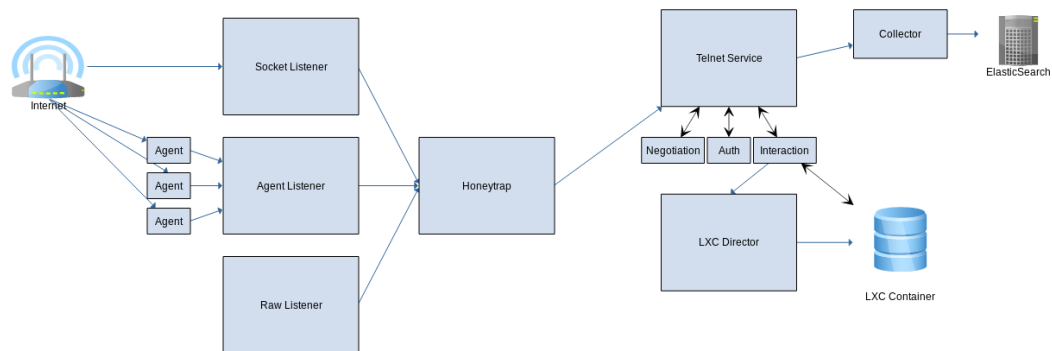 Internet
Socket Listener
Agent
Agent
Agent
Agent Listener
Raw Listener
Honeytrap
Telnet Service
Negotiation
Auth
Interaction
LXC Director
LXC Container
Collector
ElasticSearch